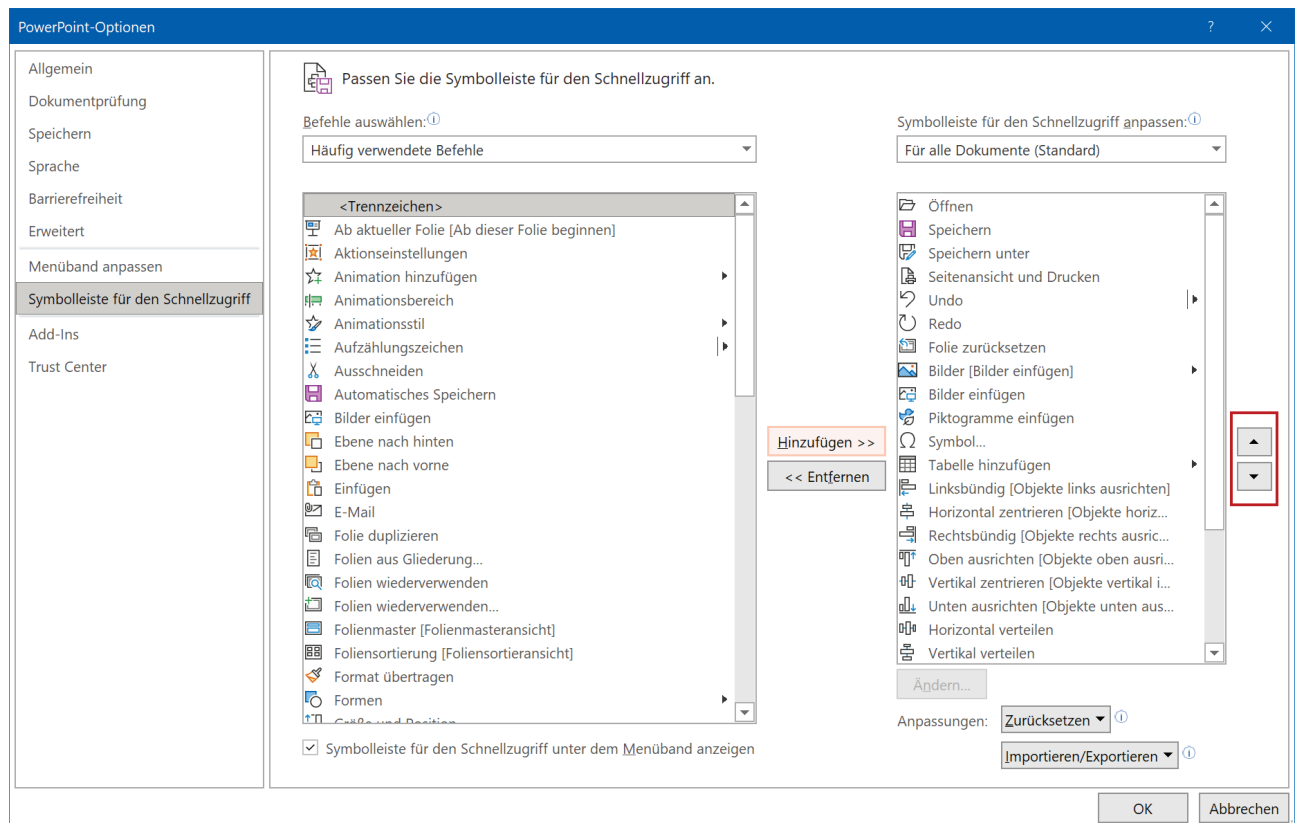 PowerPoint-Optionen
?
Allgemein
Dokumentprüfung
Speichern
Sprache
Barrierefreiheit
Erweitert
Menüband anpassen
Symbolleiste für den Schnellzugriff
Add-Ins
Trust Center
Passen Sie die Symbolleiste für den Schnellzugriff an.
Befehle auswählen:
Häufig verwendete Befehle
<Trennzeichen>
Ab aktueller Folie [Ab dieser Folie beginnen]
Aktionseinstellungen
Animation hinzufügen
Animationsbereich
Animationsstil
Aufzählungszeichen
Ausschneiden
Automatisches Speichern
Bilder einfügen
Ebene nach hinten
Ebene nach vorne
Einfügen
E-Mail
Folie duplizieren
Folien aus Gliederung...
Folien wiederverwenden
Folien wiederverwenden...
Folienmaster [Folienmasteransicht]
Foliensortierung [Foliensortieransicht]
Format übertragen
Formen
Größe und Position
Symbolleiste für den Schnellzugriff unter dem Menüband anzeigen
Hinzufügen >>
<< Entfernen
Symbolleiste für den Schnellzugriff anpassen:
Für alle Dokumente (Standard)
Öffnen
Speichern
Speichern unter
Seitenansicht und Drucken
Undo
Redo
Folie zurücksetzen
Bilder [Bilder einfügen]
Bilder einfügen
Piktogramme einfügen
Symbol...
Tabelle hinzufügen
Linksbündig [Objekte links ausrichten]
Horizontal zentrieren [Objekte horiz...
Rechtsbündig [Objekte rechts ausric...
Oben ausrichten [Objekte oben ausri...
Vertikal zentrieren [Objekte vertikal i...
Unten ausrichten [Objekte unten aus...
Horizontal verteilen
Vertikal verteilen
Ändern...
Anpassungen: Zurücksetzen
Importieren/Exportieren
OK Abbrechen